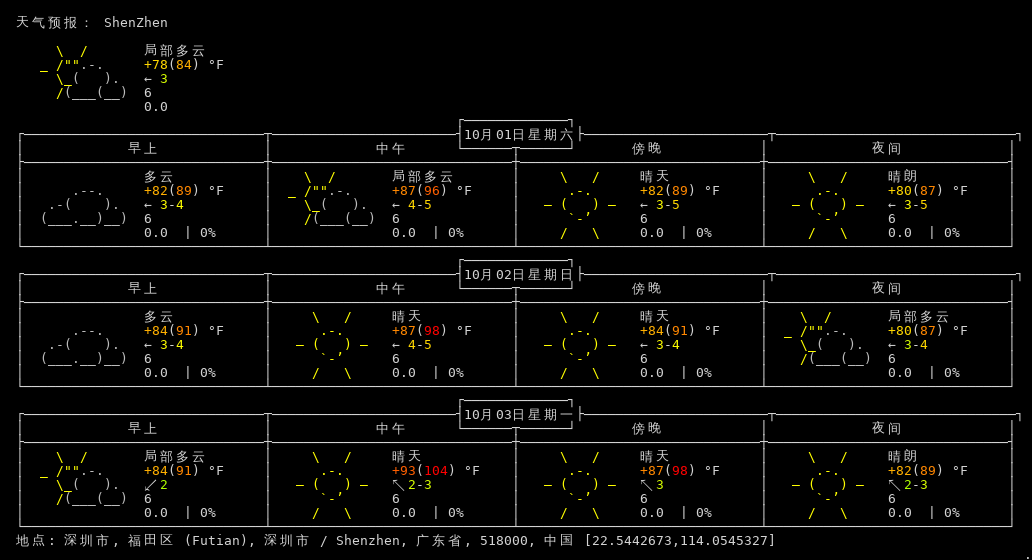 天气预报： ShenZhen
局部多云
+78(84) °F
← 3
6
0.0
10月01日星期六
早上 中午 傍晚 夜间
多云 局部多云 晴天 晴朗
+82(89) °F +87(96) °F +82(89) °F +80(87) °F
← 3-4 ← 4-5 ← 3-5 ← 3-5
6 6 6 6
0.0 | 0% 0.0 | 0% 0.0 | 0% 0.0 | 0%
10月02日星期日
早上 中午 傍晚 夜间
多云 晴天 晴天 局部多云
+84(91) °F +87(98) °F +84(91) °F +80(87) °F
← 3-4 ← 4-5 ← 3-4 ← 3-4
6 6 6 6
0.0 | 0% 0.0 | 0% 0.0 | 0% 0.0 | 0%
10月03日星期一
早上 中午 傍晚 夜间
局部多云 晴天 晴天 晴朗
+84(91) °F +93(104) °F +87(98) °F +82(89) °F
↙ 2 ↖ 2-3 ↖ 3 ↖ 2-3
6 6 6 6
0.0 | 0% 0.0 | 0% 0.0 | 0% 0.0 | 0%
地点: 深圳市, 福田区 (Futian), 深圳市 / Shenzhen, 广东省, 518000, 中国 [22.5442673,114.0545327]